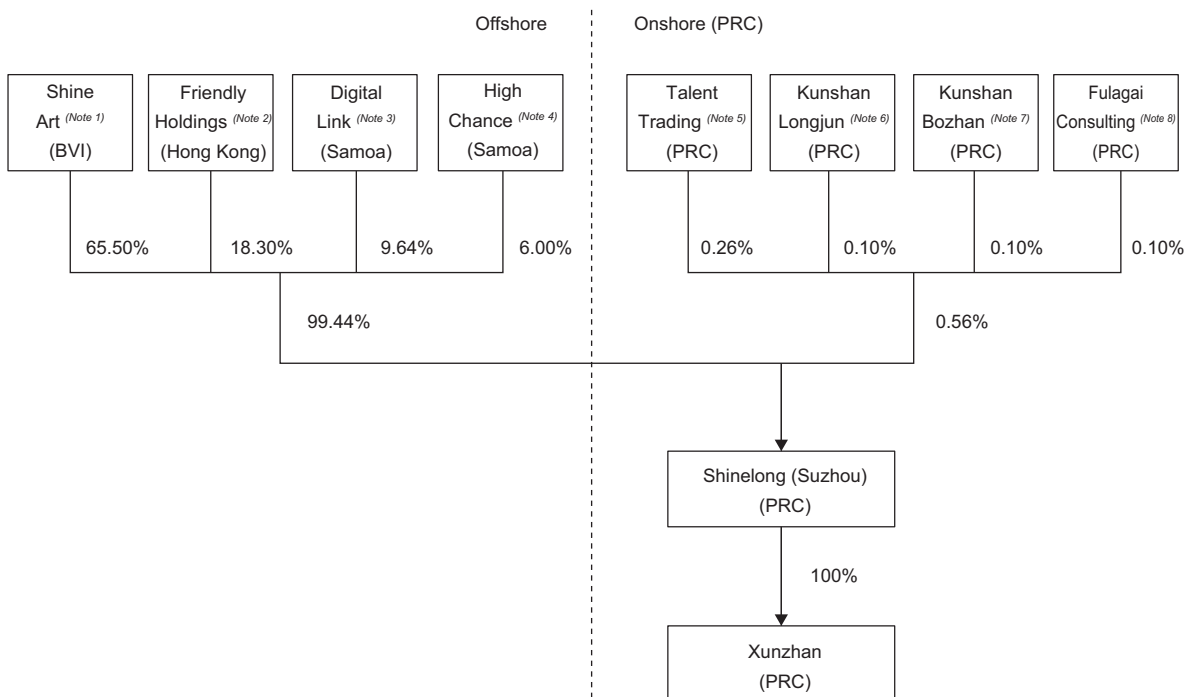 Offshore
Onshore (PRC)
Shine
Art (Note 1)
(BVI)
Friendly
Holdings (Note 2)
(Hong Kong)
Digital
Link (Note 3)
(Samoa)
High
Chance (Note 4)
(Samoa)
Talent
Trading (Note 5)
(PRC)
Kunshan
Longjun (Note 6)
(PRC)
Kunshan
Bozhan (Note 7)
(PRC)
Fulagai
Consulting (Note 8)
(PRC)
65.50%
18.30%
9.64%
6.00%
0.26%
0.10%
0.10%
0.10%
99.44%
0.56%
Shinelong (Suzhou)
(PRC)
100%
Xunzhan
(PRC)